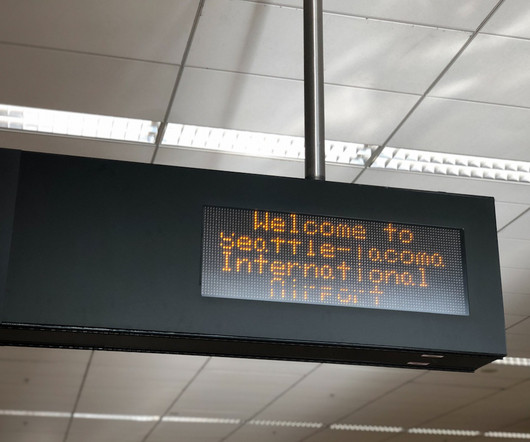 Welcome to
Seattle-Tacoma
International
Airport